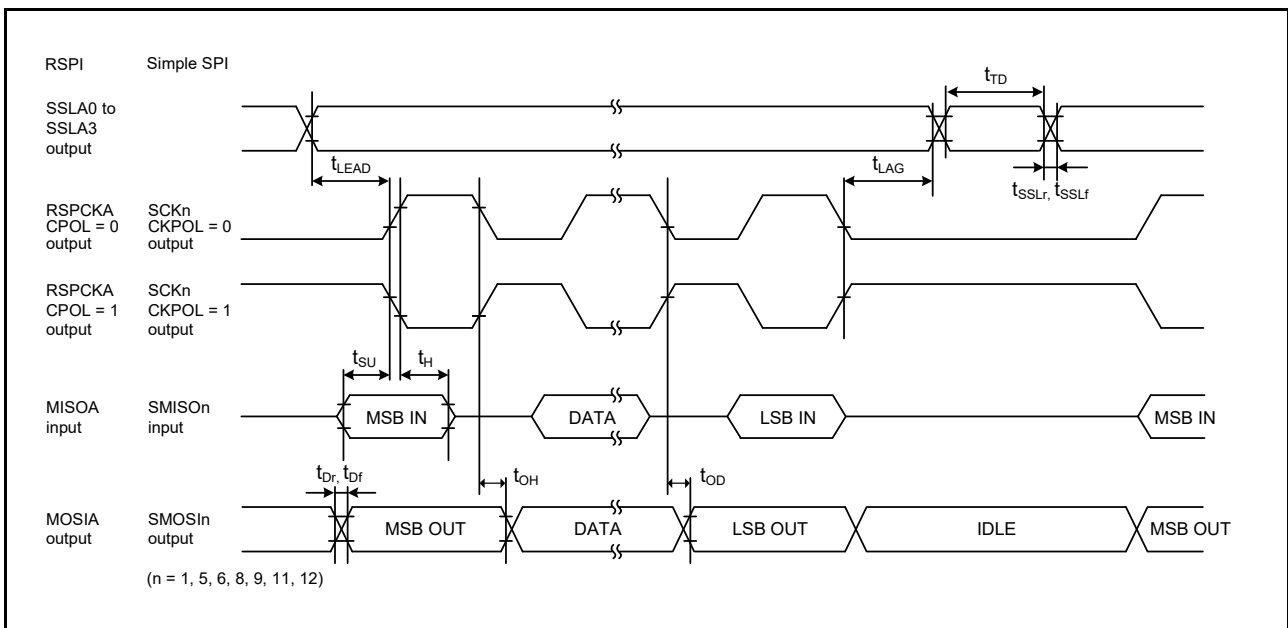 RSPI Simple SPI
SSLA0 to
SSLA3
output
tTD
tLEAD
tLAG
tSSLr, tSSLf
RSPCKA SCKn
CPOL = 0 CKPOL = 0
output output
RSPCKA SCKn
CPOL = 1 CKPOL = 1
output output
tSU tH
MISOA SMISOn
input input
MSB IN DATA LSB IN MSB IN
tDr, tDf tOH tOD
MOSIA SMOSIn
output output
MSB OUT DATA LSB OUT IDLE MSB OUT
(n = 1, 5, 6, 8, 9, 11, 12)